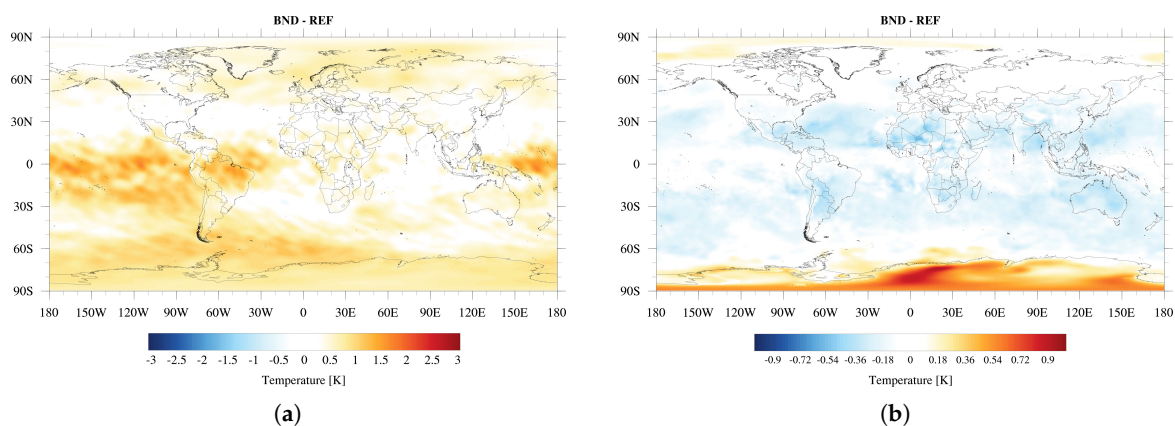 BND - REF
90N
60N
30N
0
30S
60S
90S
180 150W 120W 90W 60W 30W 0 30E 60E 90E 120E 150E 180
-3 -2.5 -2 -1.5 -1 -0.5 0 0.5 1 1.5 2 2.5 3
Temperature [K]
(a)
BND - REF
90N
60N
30N
0
30S
60S
90S
180 150W 120W 90W 60W 30W 0 30E 60E 90E 120E 150E 180
-0.9 -0.72 -0.54 -0.36 -0.18 0 0.18 0.36 0.54 0.72 0.9
Temperature [K]
(b)